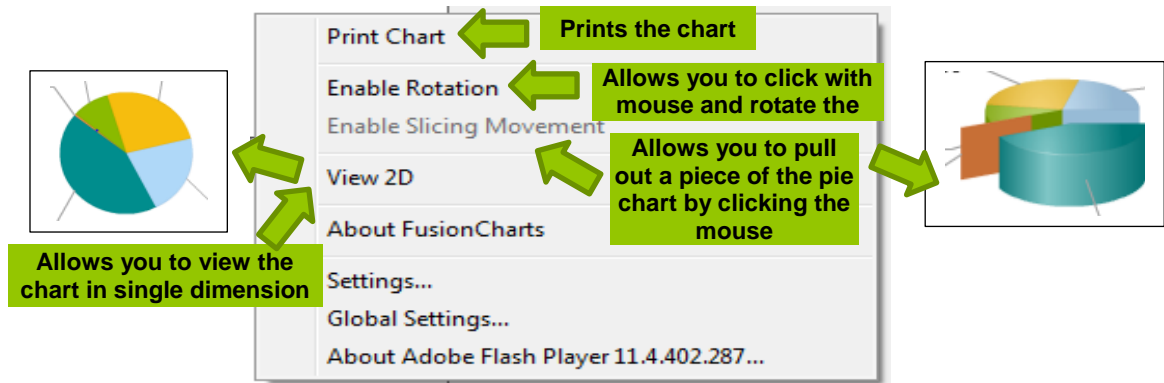 Print Chart
Prints the chart
Enable Rotation
Allows you to click with
mouse and rotate the
Enable Slicing Movement
Allows you to pull
out a piece of the pie
chart by clicking the
mouse
View 2D
About FusionCharts
Allows you to view the
chart in single dimension
Settings...
Global Settings...
About Adobe Flash Player 11.4.402.287...